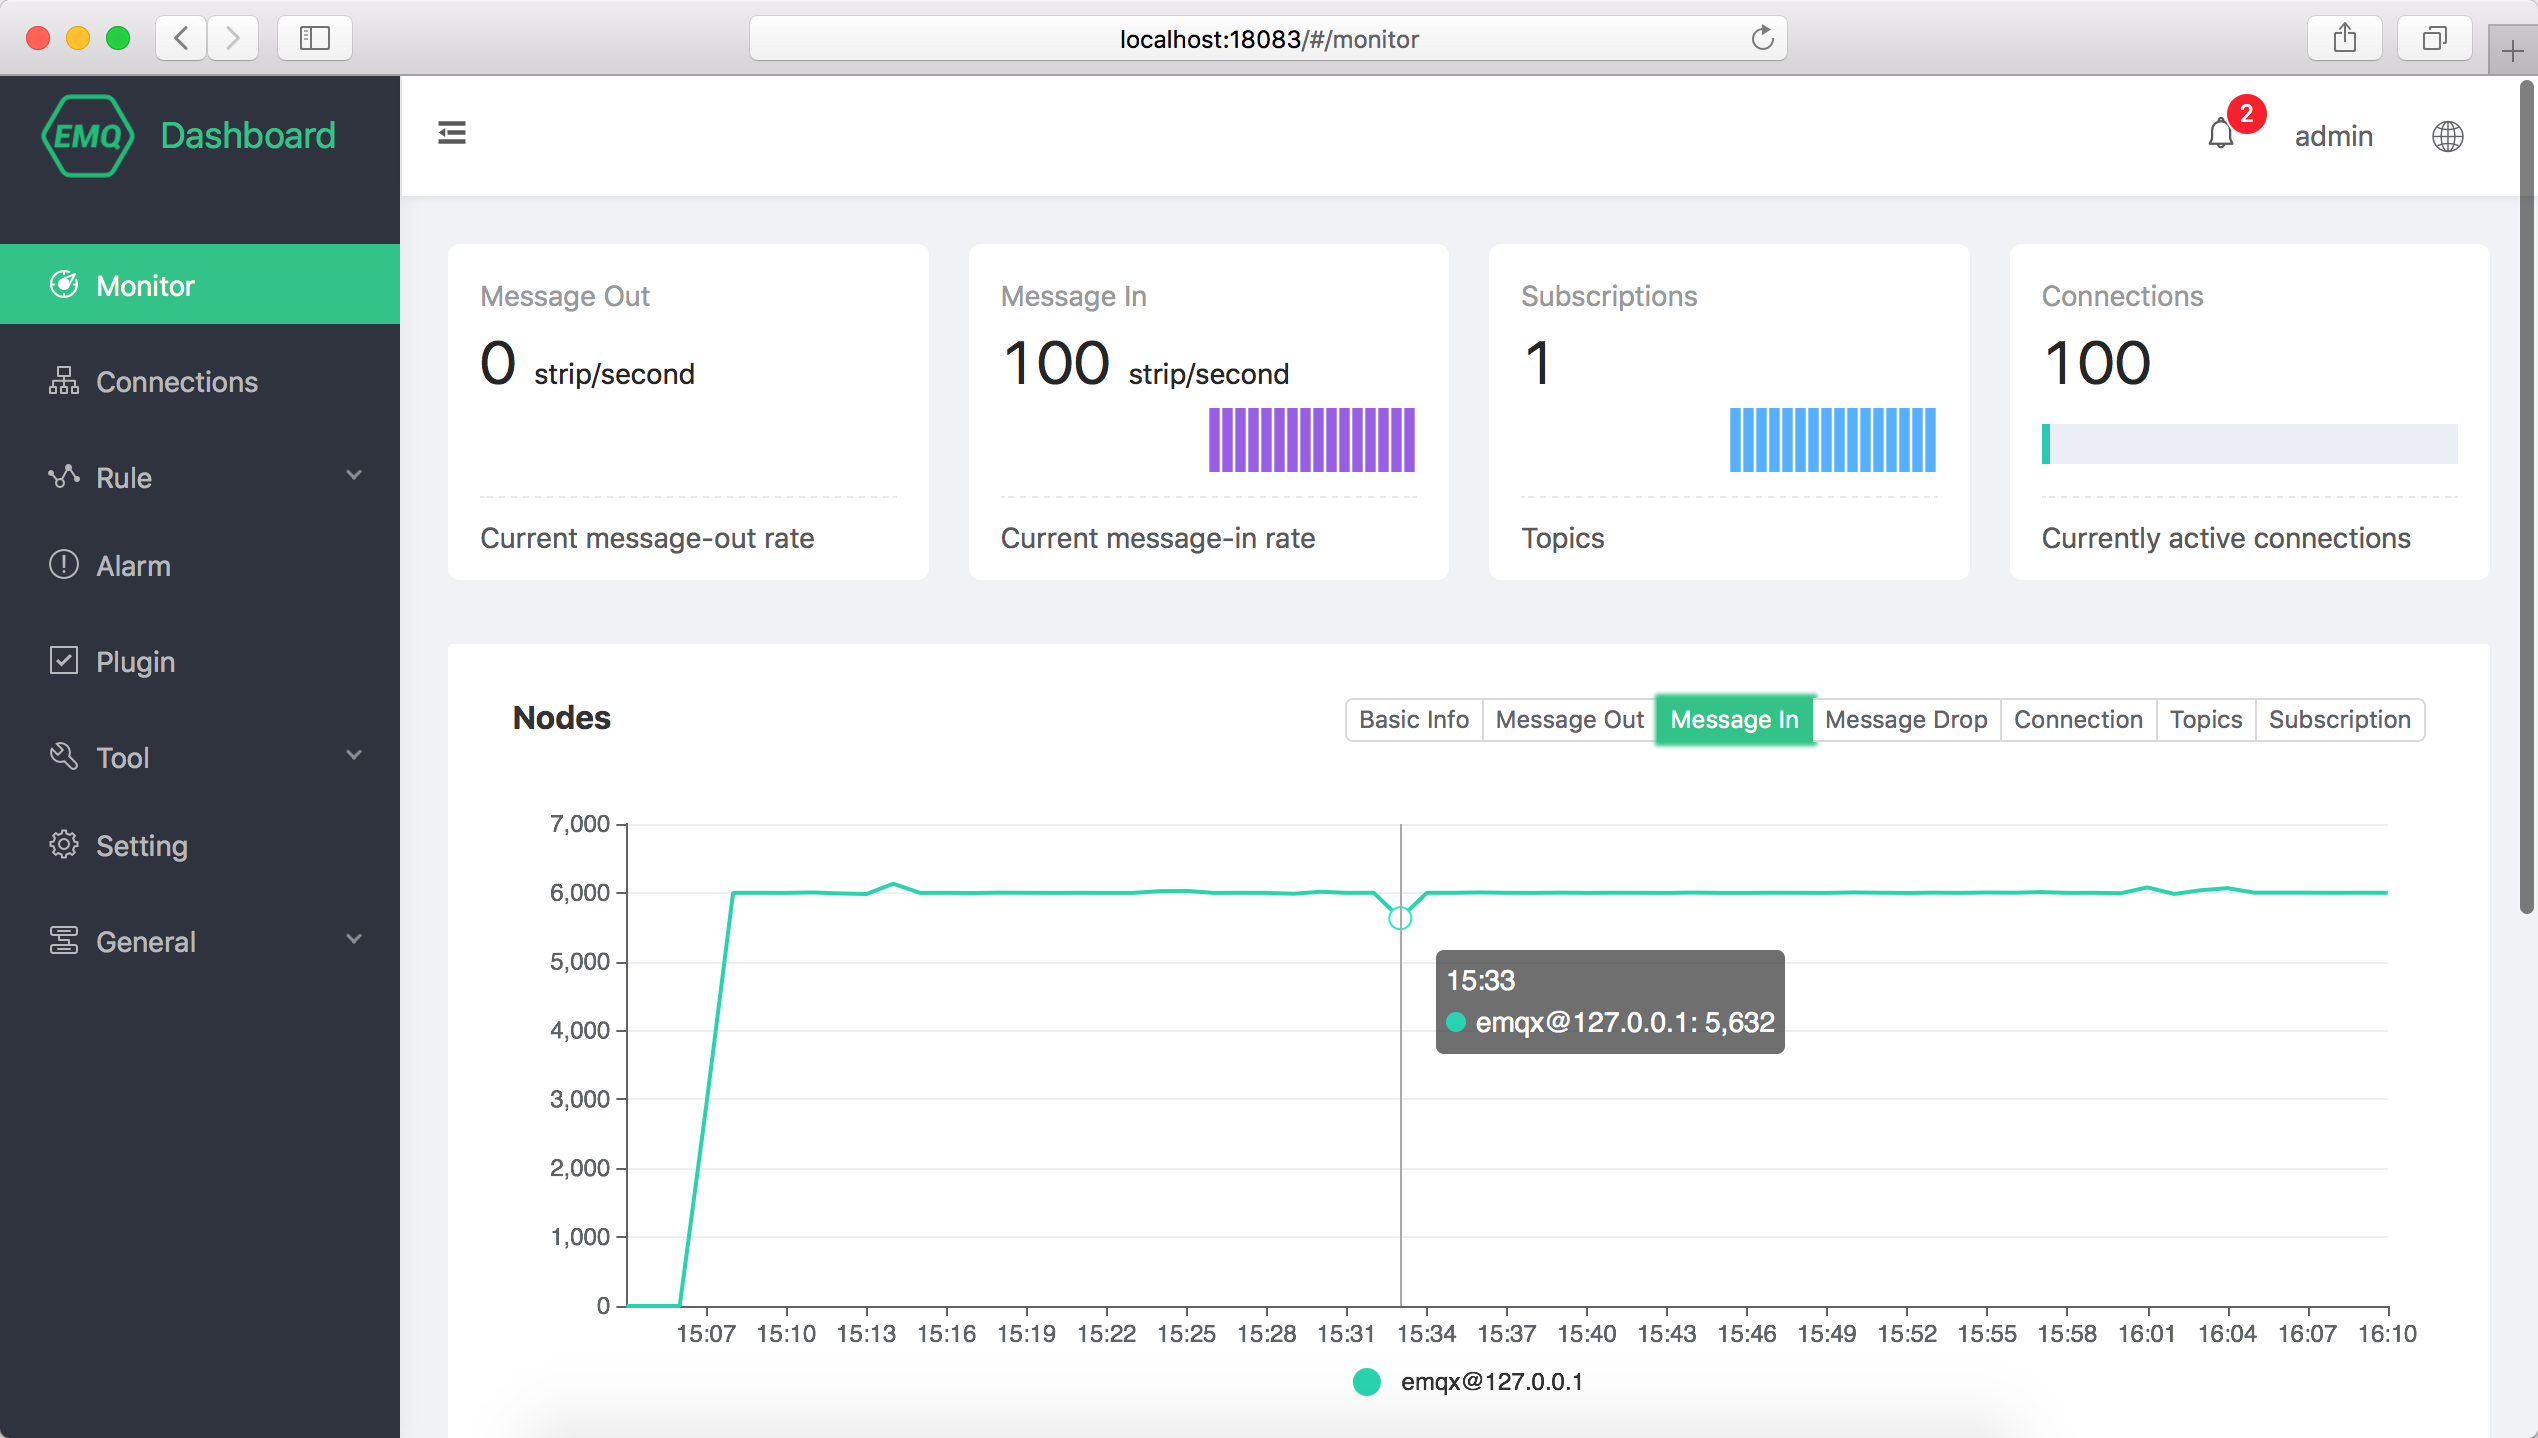 localhost:18083/#/monitor
EMQ Dashboard
2
admin
Monitor
Connections
Rule
Alarm
Plugin
Tool
Setting
General
Message Out
0 strip/second
Current message-out rate
Message In
100 strip/second
Current message-in rate
Subscriptions
1
Topics
Connections
100
Currently active connections
Nodes
Basic Info Message Out Message In Message Drop Connection Topics Subscription
7,000
6,000
5,000
4,000
3,000
2,000
1,000
0
15:33
emqx@127.0.0.1: 5,632
15:07 15:10 15:13 15:16 15:19 15:22 15:25 15:28 15:31 15:34 15:37 15:40 15:43 15:46 15:49 15:52 15:55 15:58 16:01 16:04 16:07 16:10
emqx@127.0.0.1